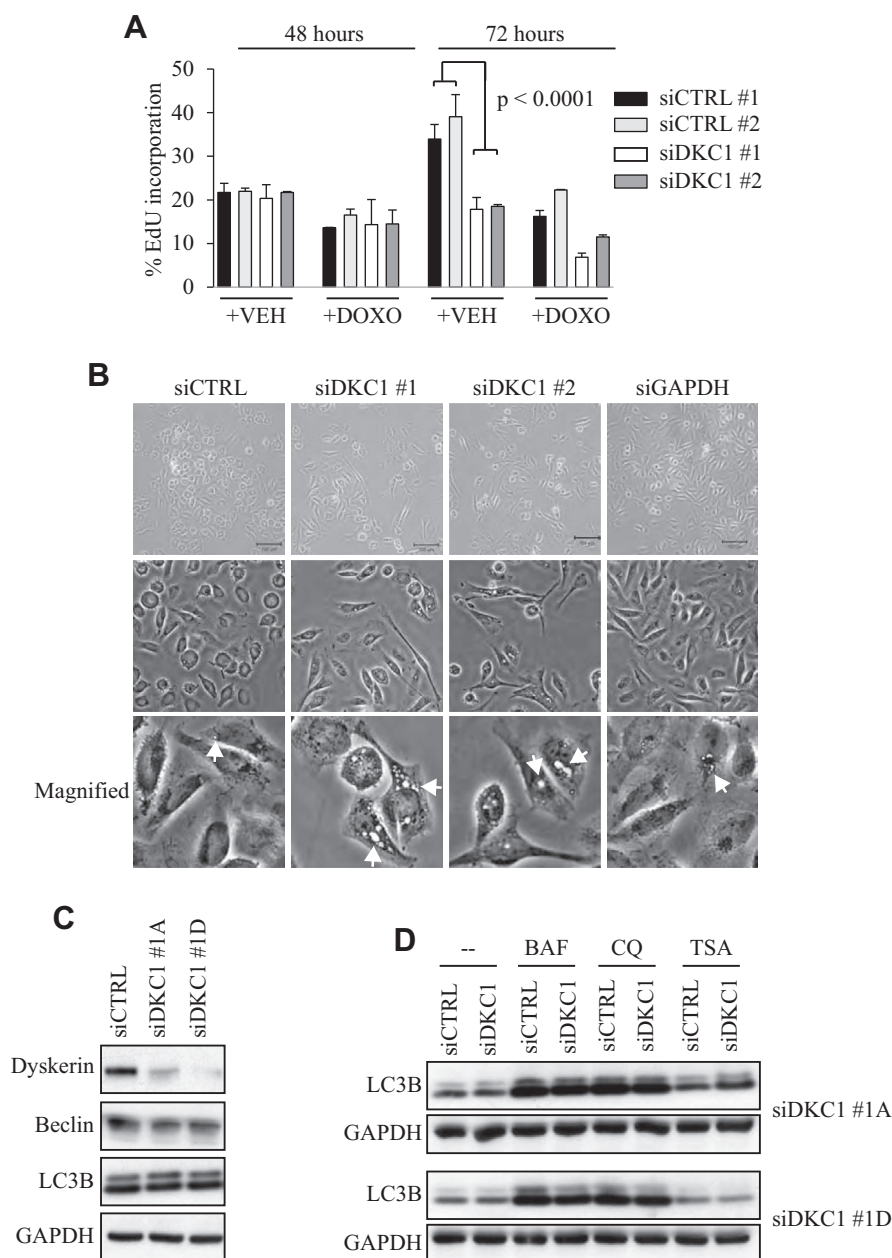 A
48 hours 72 hours
50
40
30
20
10
0
% EdU incorporation
p < 0.0001
siCTRL #1
siCTRL #2
siDKC1 #1
siDKC1 #2
+VEH +DOXO +VEH +DOXO
B
siCTRL siDKC1 #1 siDKC1 #2 siGAPDH
Magnified
C
siCTRL
siDKC1 #1A
siDKC1 #1D
Dyskerin
Beclin
LC3B
GAPDH
D
-- BAF CQ TSA
siCTRL
siDKC1
siCTRL
siDKC1
siCTRL
siDKC1
siCTRL
siDKC1
LC3B
GAPDH
siDKC1 #1A
LC3B
GAPDH
siDKC1 #1D